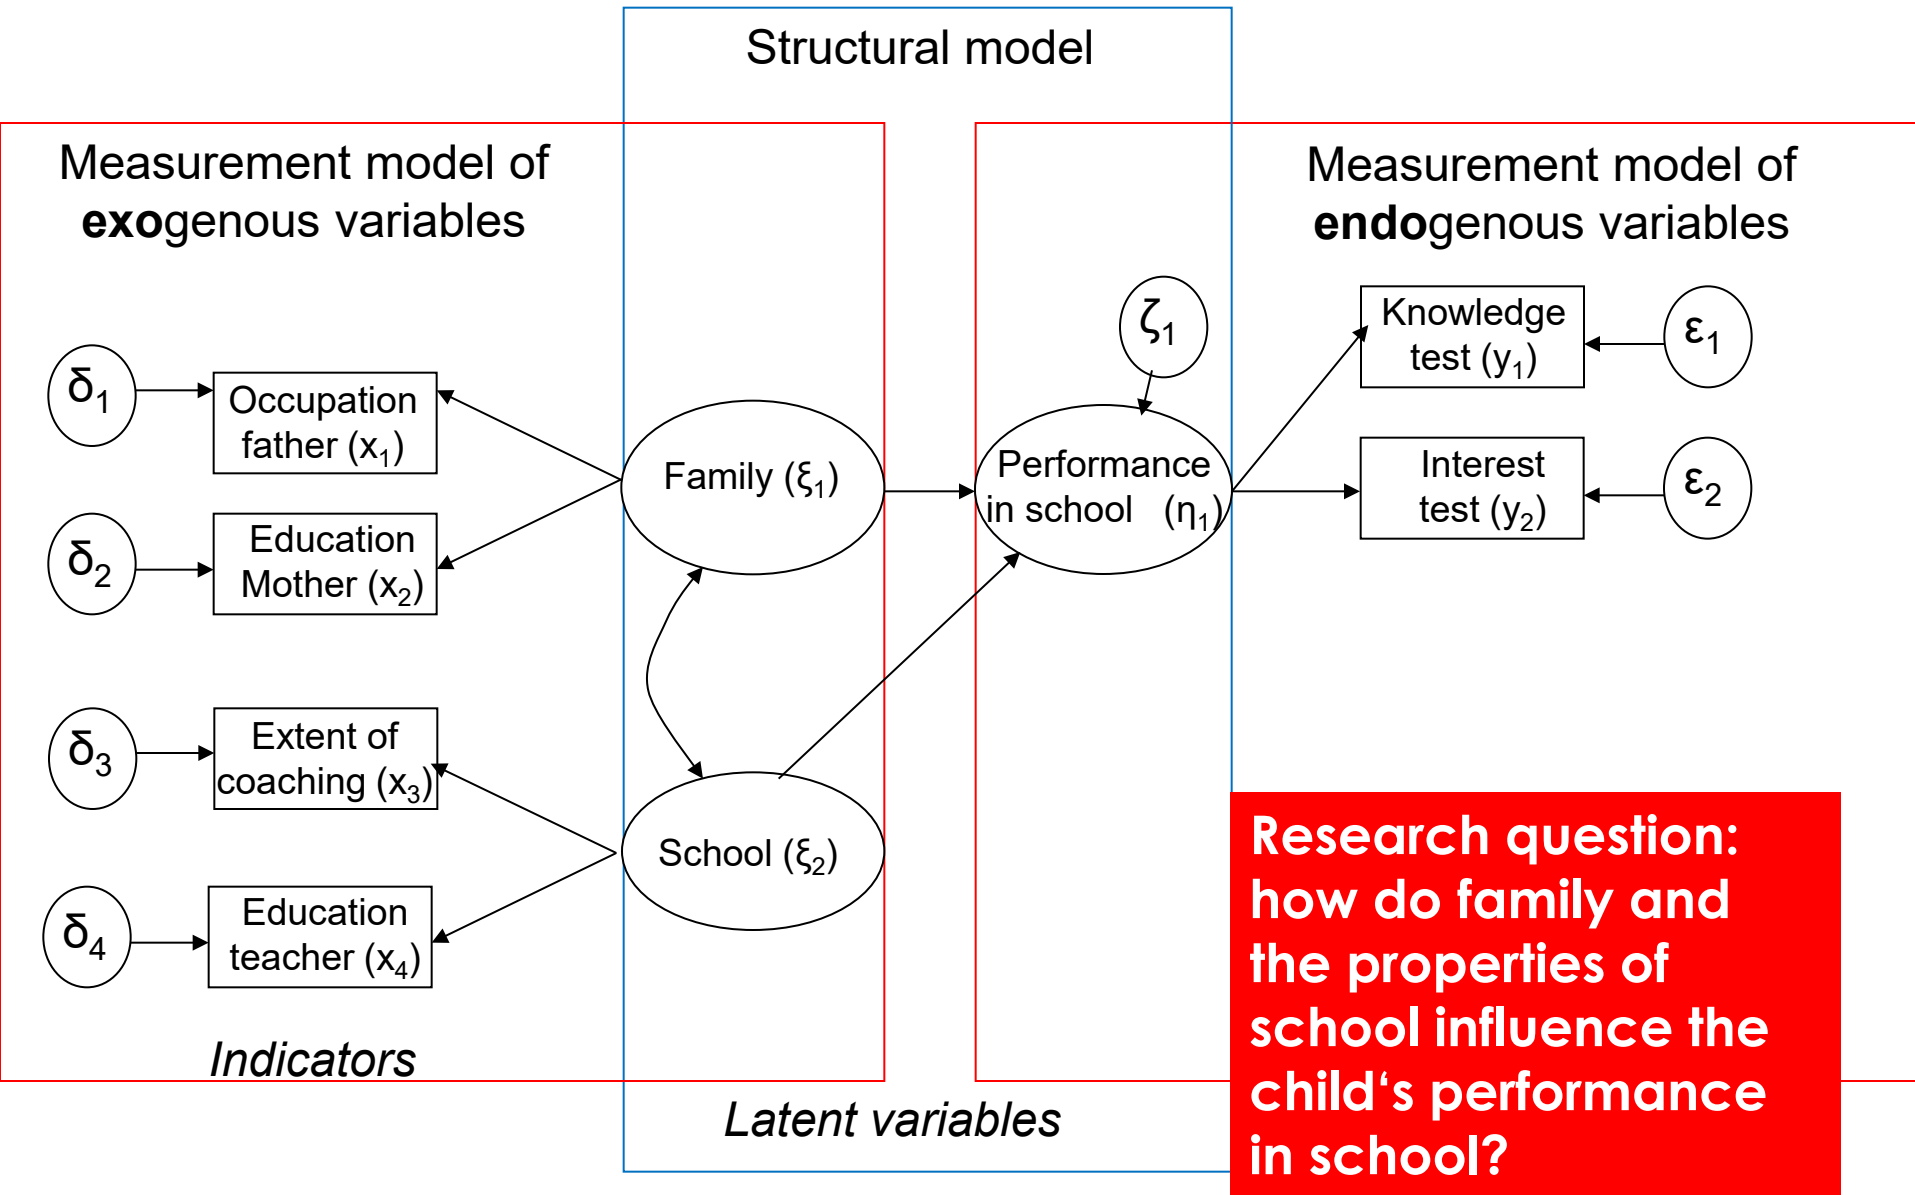 Structural model
Measurement model of
exogenous variables
Measurement model of
endogenous variables
δ1
Occupation
father (x1)
δ2
Education
Mother (x2)
δ3
Extent of
coaching (x3)
δ4
Education
teacher (x4)
Indicators
Family (ξ1)
School (ξ2)
Latent variables
ζ1
Performance
in school (η1)
Knowledge
test (y1)
ε1
Interest
test (y2)
ε2
Research question:
how do family and
the properties of
school influence the
child‘s performance
in school?